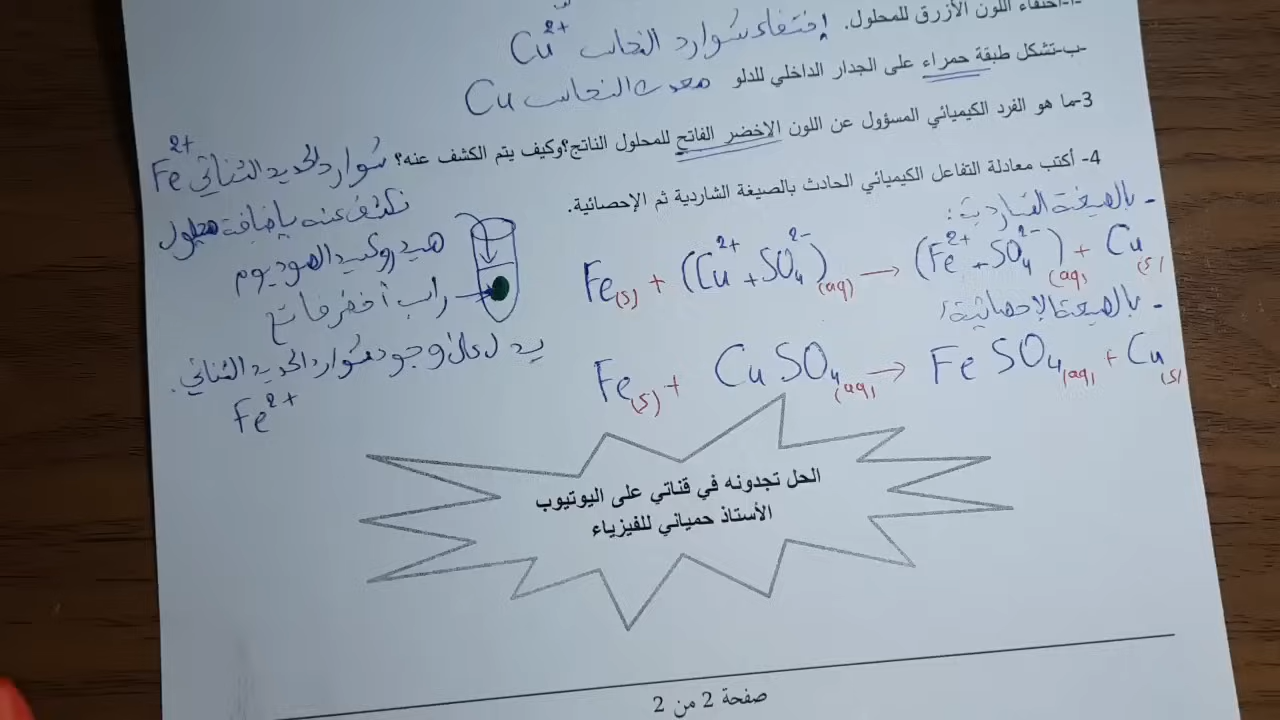 أ-اختفاء اللون الأزرق للمحلول. إختفاء شوارد النحاس Cu²⁺
-ب-تشكل طبقة حمراء على الجدار الداخلي للدلو معدن النحاس Cu
3-ما هو الفرد الكيميائي المسؤول عن اللون الاخضر الفاتح للمحلول الناتج؟وكيف يتم الكشف عنه؟ شوارد الحديد الثنائي Fe²⁺
نكشف عنه بإضافة محلول
هيدروكسيد الصوديوم
راسب أخضر فاتح
يدل على وجود شوارد الحديد الثنائي.
Fe²⁺
4- أكتب معادلة التفاعل الكيميائي الحادث بالصيغة الشاردية ثم الإحصائية.
- بالصيغة الشاردية:
Fe(s) + (Cu²⁺ + SO₄²⁻)(aq) → (Fe²⁺ + SO₄²⁻)(aq) + Cu(s)
- بالصيغة الإحصائية:
Fe(s) + CuSO₄(aq) → FeSO₄(aq) + Cu(s)
الحل تجدونه في قناتي على اليوتيوب
الأستاذ حمياني للفيزياء
صفحة 2 من 2